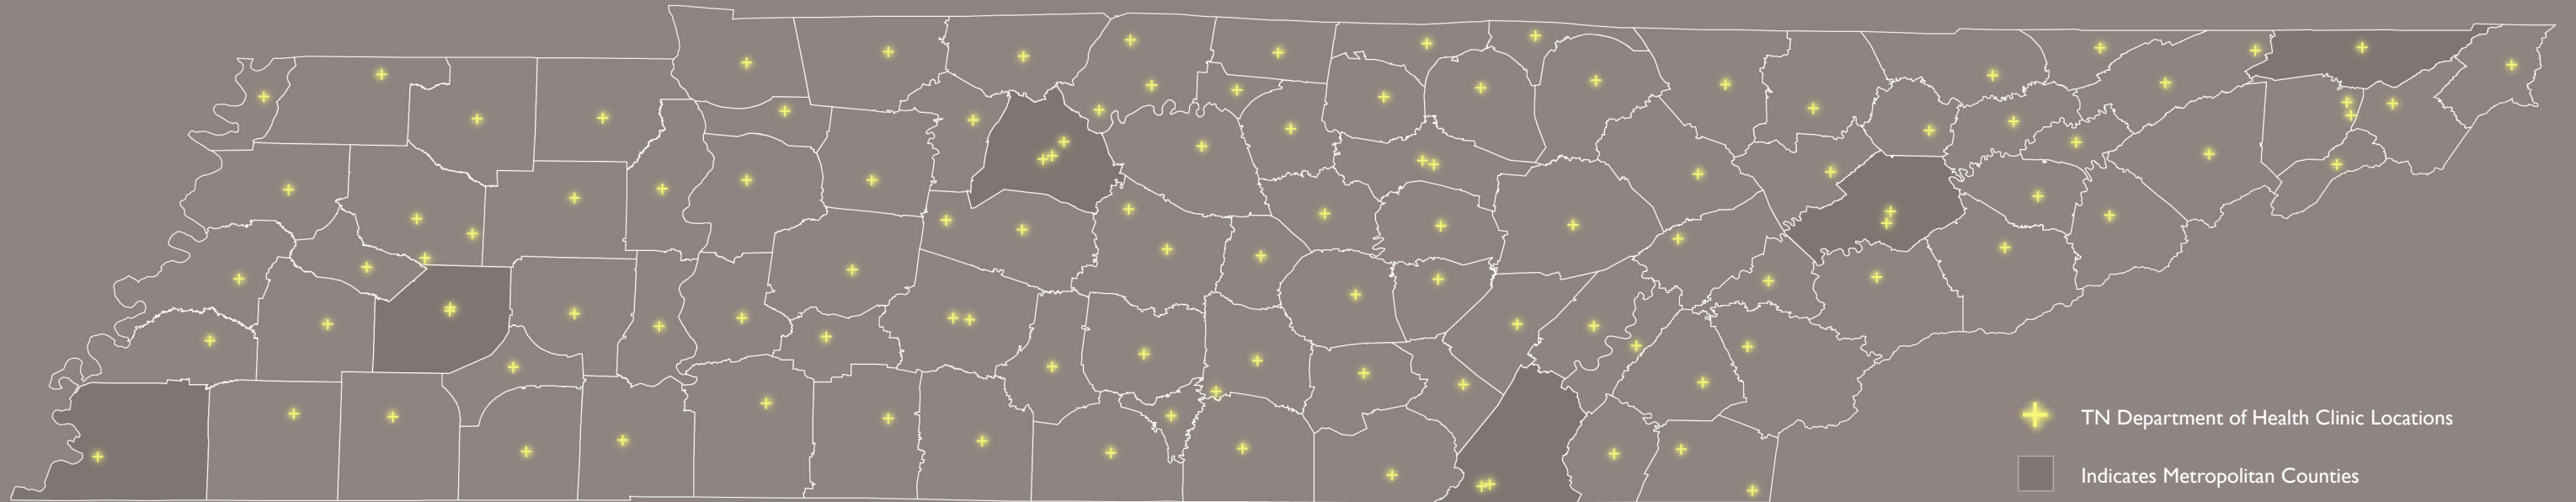 TN Department of Health Clinic Locations
Indicates Metropolitan Counties